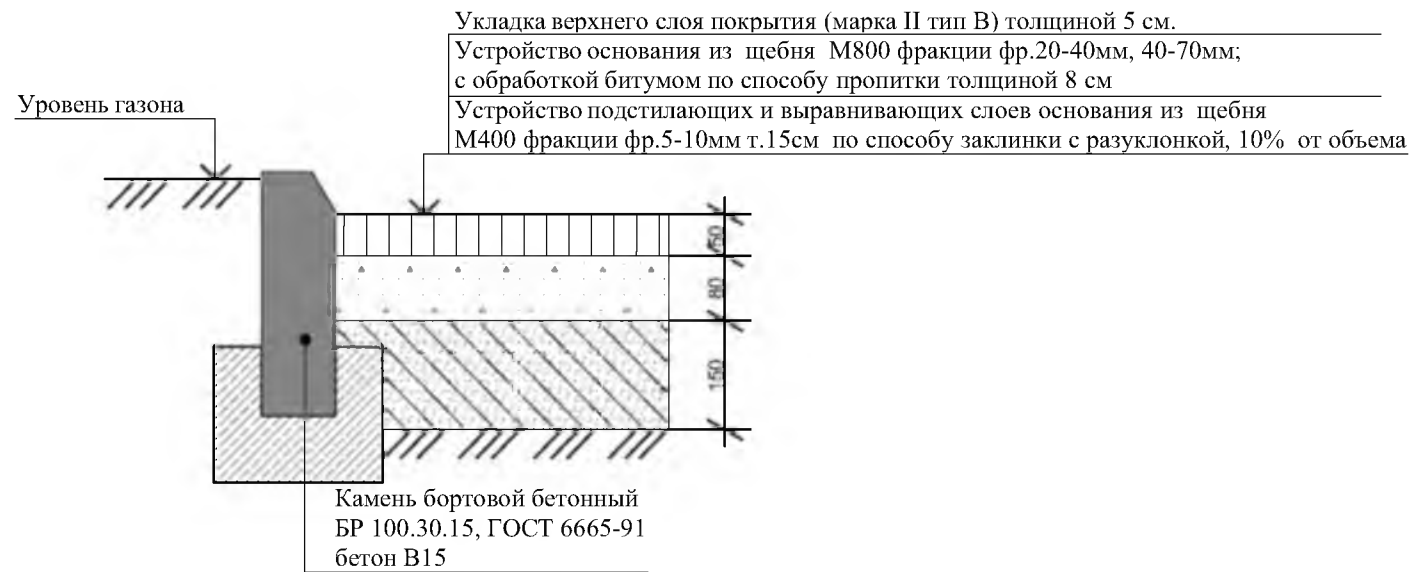 Укладка верхнего слоя покрытия (марка II тип В) толщиной 5 см.
Устройство основания из щебня М800 фракции фр.20-40мм, 40-70мм;
с обработкой битумом по способу пропитки толщиной 8 см
Устройство подстилающих и выравнивающих слоев основания из щебня
М400 фракции фр.5-10мм т.15см по способу заклинки с разуклонкой, 10% от объема
Уровень газона
50
80
150
Камень бортовой бетонный
БР 100.30.15, ГОСТ 6665-91
бетон В15